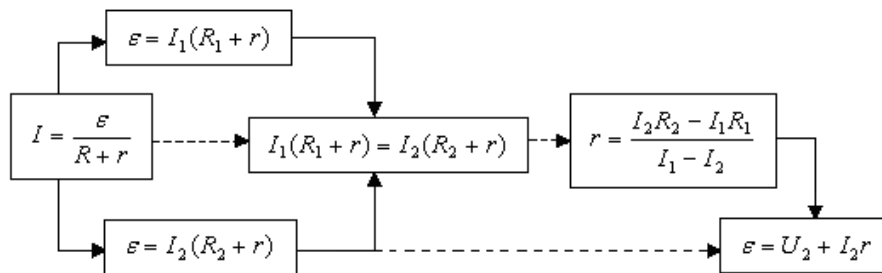 ε = I₁(R₁ + r)
I = ε / (R + r)
I₁(R₁ + r) = I₂(R₂ + r)
r = (I₂R₂ − I₁R₁) / (I₁ − I₂)
ε = I₂(R₂ + r)
ε = U₂ + I₂r